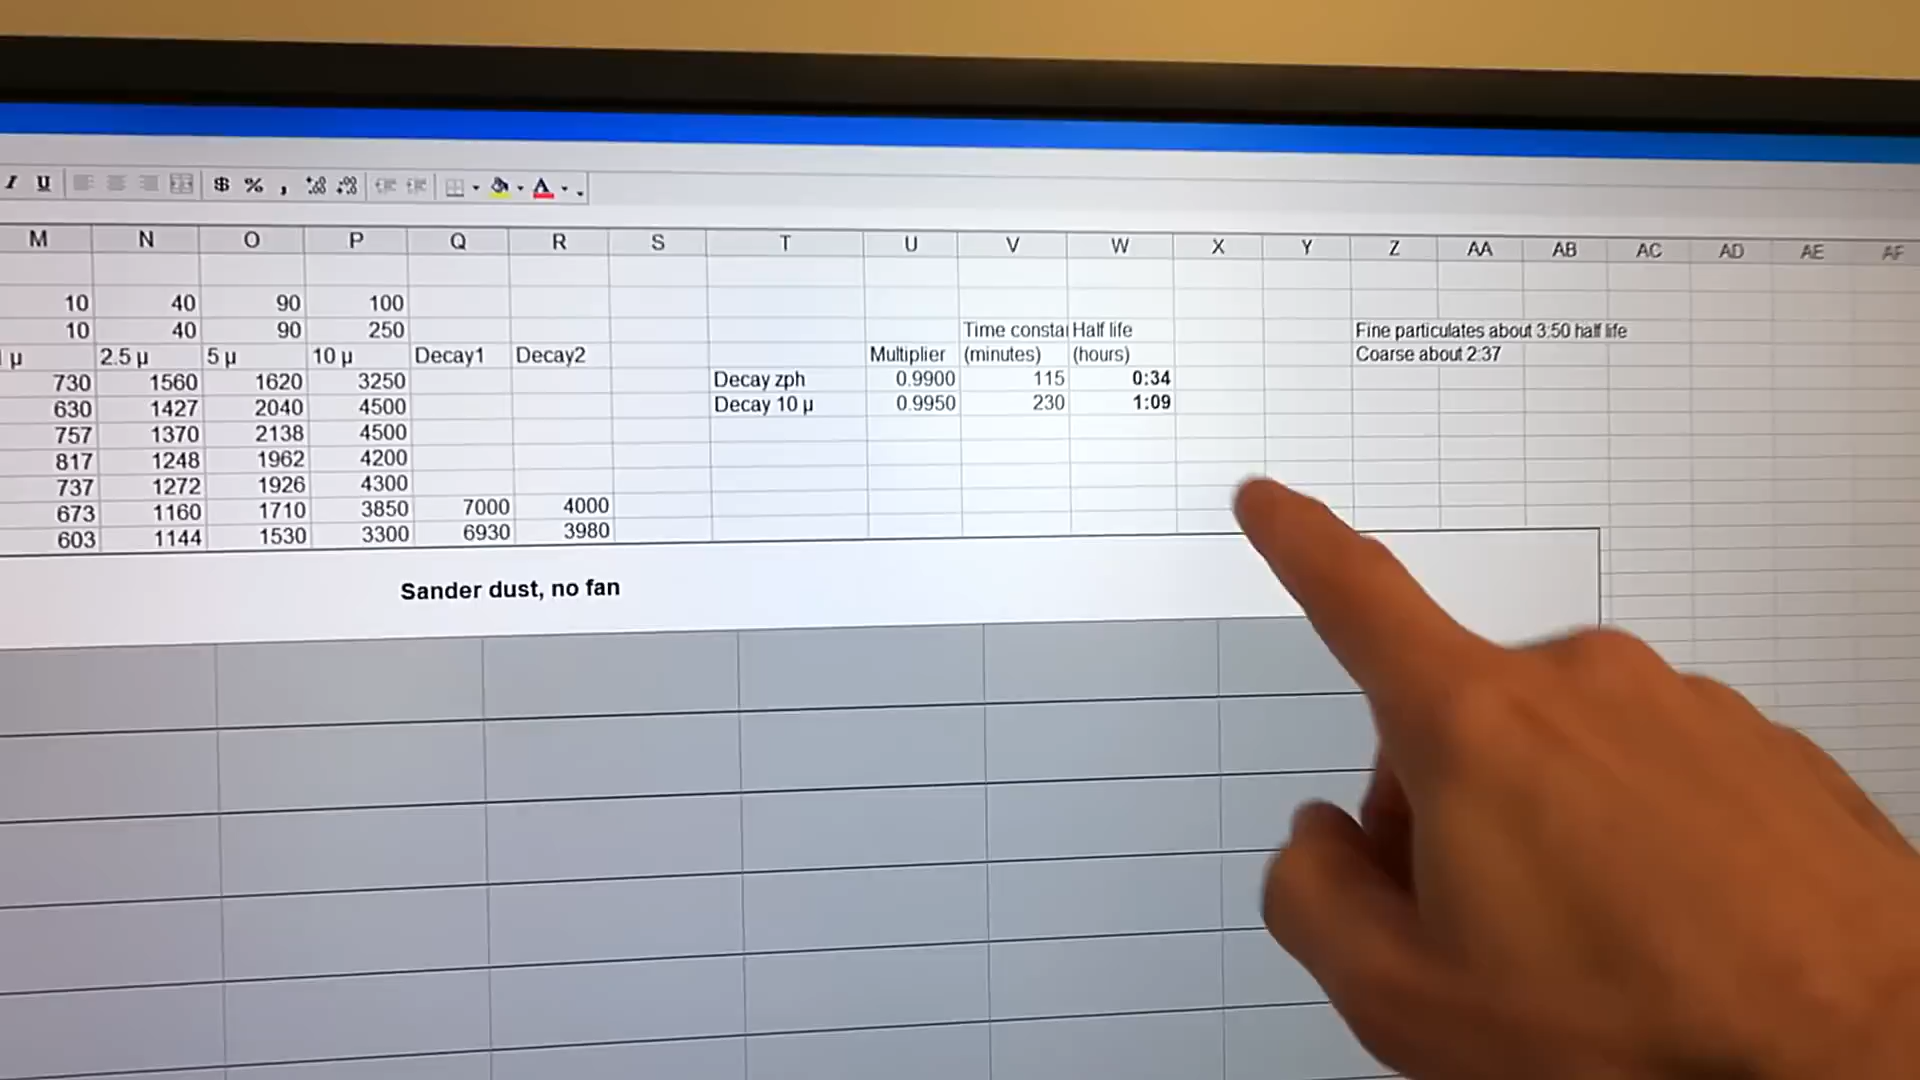 I U $ % ,
M N O P Q R S T U V W X Y Z AA AB AC AD AE AF
10 40 90 100
10 40 90 250 Time constar Half life Fine particulates about 3:50 half life
µ 2.5 µ 5 µ 10 µ Decay1 Decay2 Multiplier (minutes) (hours) Coarse about 2:37
730 1560 1620 3250 Decay zph 0.9900 115 0:34
630 1427 2040 4500 Decay 10 µ 0.9950 230 1:09
757 1370 2138 4500
817 1248 1962 4200
737 1272 1926 4300
673 1160 1710 3850 7000 4000
603 1144 1530 3300 6930 3980
Sander dust, no fan